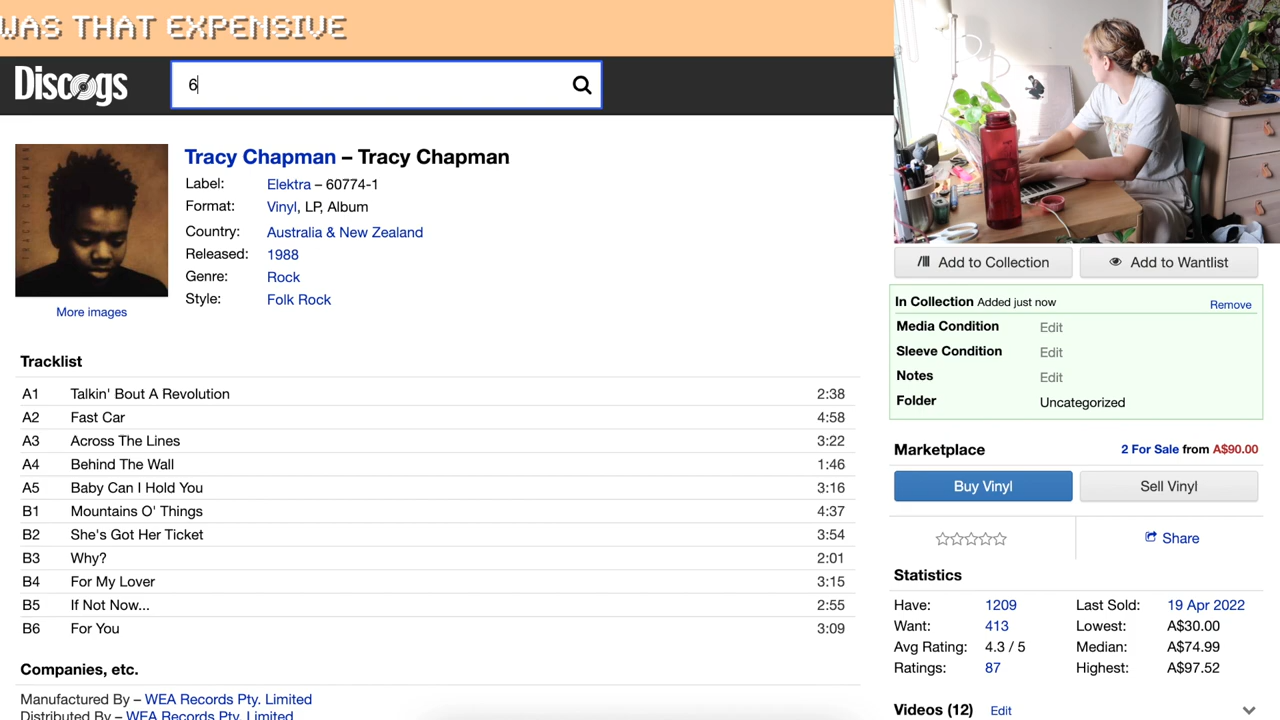 WAS THAT EXPENSIVE
Discogs
6
TRACY CHAPMAN
Tracy Chapman – Tracy Chapman
Label: Elektra – 60774-1
Format: Vinyl, LP, Album
Country: Australia & New Zealand
Released: 1988
Genre: Rock
Style: Folk Rock
More images
Tracklist
A1 Talkin' Bout A Revolution 2:38
A2 Fast Car 4:58
A3 Across The Lines 3:22
A4 Behind The Wall 1:46
A5 Baby Can I Hold You 3:16
B1 Mountains O' Things 4:37
B2 She's Got Her Ticket 3:54
B3 Why? 2:01
B4 For My Lover 3:15
B5 If Not Now... 2:55
B6 For You 3:09
Companies, etc.
Manufactured By – WEA Records Pty. Limited
Distributed By – WEA Records Pty. Limited
Add to Collection
Add to Wantlist
In Collection Added just now Remove
Media Condition Edit
Sleeve Condition Edit
Notes Edit
Folder Uncategorized
Marketplace 2 For Sale from A$90.00
Buy Vinyl
Sell Vinyl
Share
Statistics
Have: 1209 Last Sold: 19 Apr 2022
Want: 413 Lowest: A$30.00
Avg Rating: 4.3 / 5 Median: A$74.99
Ratings: 87 Highest: A$97.52
Videos (12) Edit